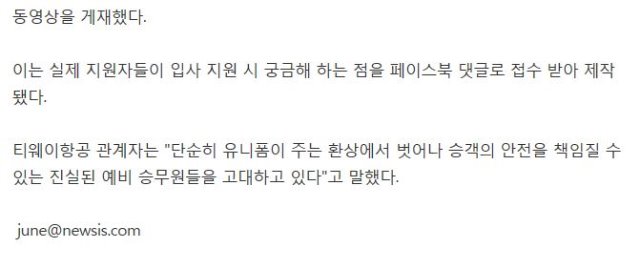 동영상을 게재했다.
이는 실제 지원자들이 입사 지원 시 궁금해 하는 점을 페이스북 댓글로 접수 받아 제작
됐다.
티웨이항공 관계자는 "단순히 유니폼이 주는 환상에서 벗어나 승객의 안전을 책임질 수
있는 진실된 예비 승무원들을 고대하고 있다"고 말했다.
june@newsis.com